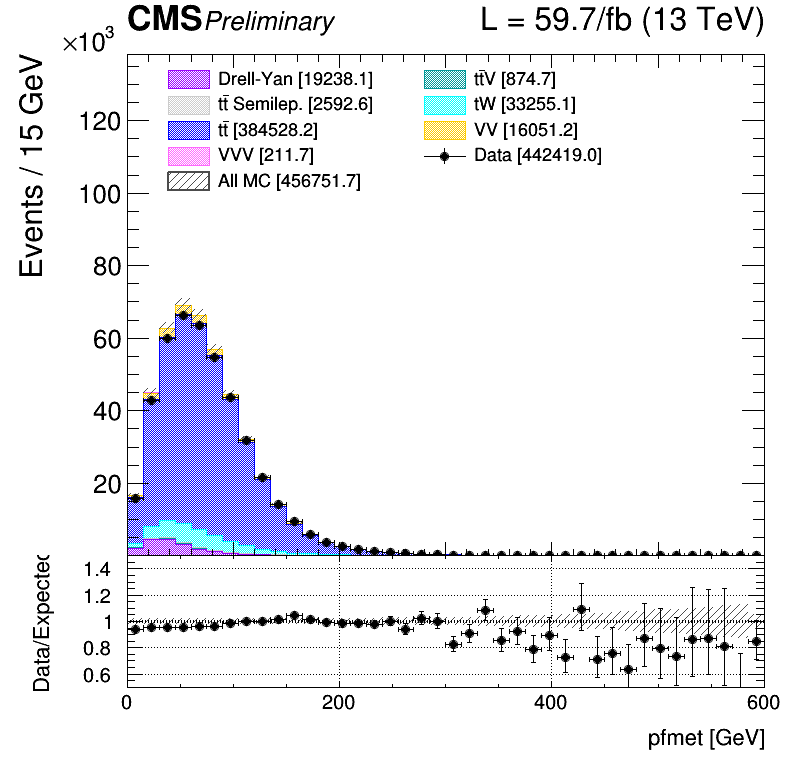 CMS Preliminary L = 59.7/fb (13 TeV)
×10³
Events / 15 GeV
Drell-Yan [19238.1]
tt̄ Semilep. [2592.6]
tt̄ [384528.2]
VVV [211.7]
All MC [456751.7]
tt̄V [874.7]
tW [33255.1]
VV [16051.2]
Data [442419.0]
120
100
80
60
40
20
Data/Expected
1.4
1.2
1
0.8
0.6
0 200 400 600
pfmet [GeV]